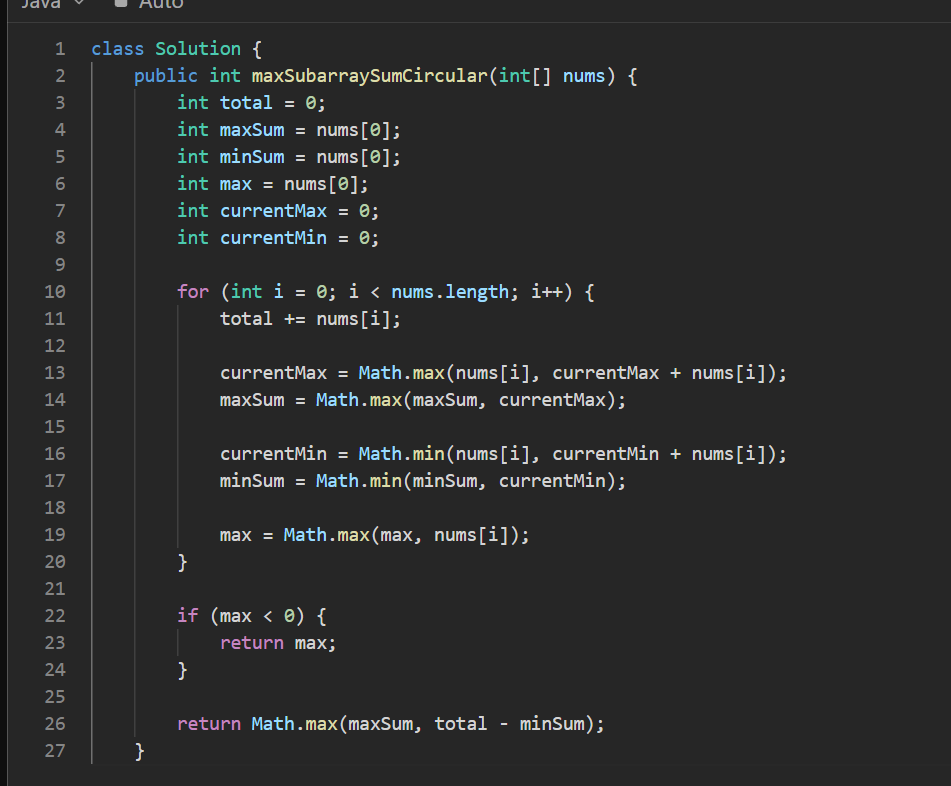 Java Auto
1 class Solution {
2 public int maxSubarraySumCircular(int[] nums) {
3 int total = 0;
4 int maxSum = nums[0];
5 int minSum = nums[0];
6 int max = nums[0];
7 int currentMax = 0;
8 int currentMin = 0;
9
10 for (int i = 0; i < nums.length; i++) {
11 total += nums[i];
12
13 currentMax = Math.max(nums[i], currentMax + nums[i]);
14 maxSum = Math.max(maxSum, currentMax);
15
16 currentMin = Math.min(nums[i], currentMin + nums[i]);
17 minSum = Math.min(minSum, currentMin);
18
19 max = Math.max(max, nums[i]);
20 }
21
22 if (max < 0) {
23 return max;
24 }
25
26 return Math.max(maxSum, total - minSum);
27 }